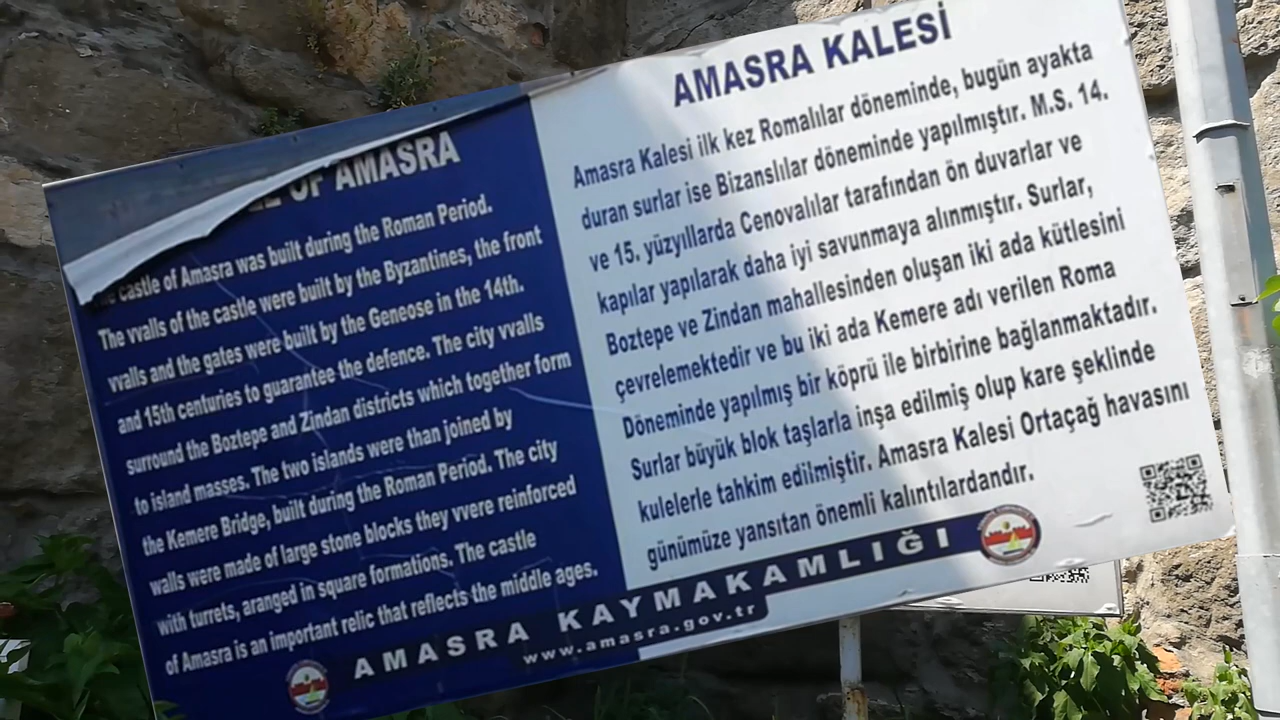 OF AMASRA
castle of Amasra was built during the Roman Period.
The vvalls of the castle were built by the Byzantines, the front
vvalls and the gates were built by the Geneose in the 14th.
and 15th centuries to guarantee the defence. The city vvalls
surround the Boztepe and Zindan districts which together form
to island masses. The two islands were than joined by
the Kemere Bridge, built during the Roman Period. The city
walls were made of large stone blocks they vvere reinforced
with turrets, aranged in square formations. The castle
of Amasra is an important relic that reflects the middle ages.
AMASRA KALESİ
Amasra Kalesi ilk kez Romalılar döneminde, bugün ayakta
duran surlar ise Bizanslılar döneminde yapılmıştır. M.S. 14.
ve 15. yüzyıllarda Cenovalılar tarafından ön duvarlar ve
kapılar yapılarak daha iyi savunmaya alınmıştır. Surlar,
Boztepe ve Zindan mahallesinden oluşan iki ada kütlesini
çevrelemektedir ve bu iki ada Kemere adı verilen Roma
Döneminde yapılmış bir köprü ile birbirine bağlanmaktadır.
Surlar büyük blok taşlarla inşa edilmiş olup kare şeklinde
kulelerle tahkim edilmiştir. Amasra Kalesi Ortaçağ havasını
günümüze yansıtan önemli kalıntılardandır.
AMASRA KAYMAKAMLIĞI
www.amasra.gov.tr